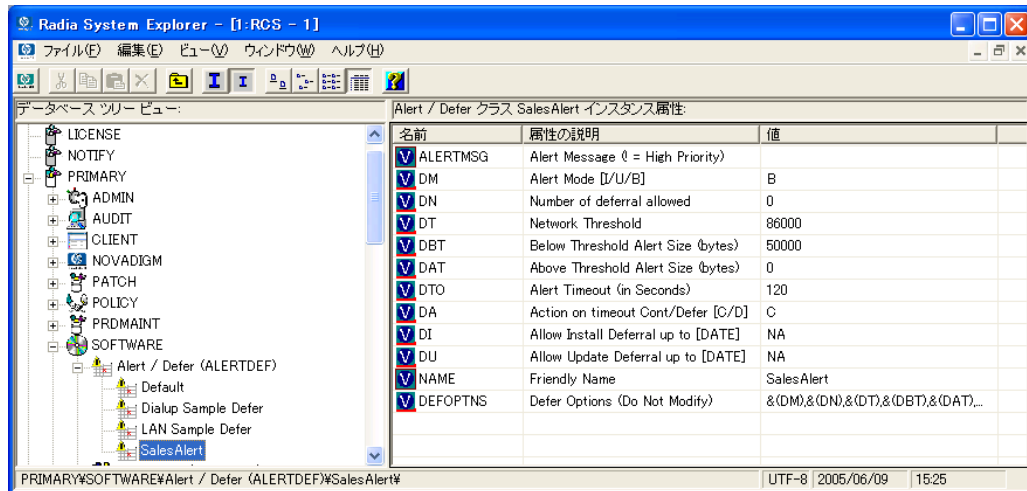 Radia System Explorer - [1:RCS - 1]
ファイル(F) 編集(E) ビュー(V) ウィンドウ(W) ヘルプ(H)
データベース ツリー ビュー:
LICENSE
NOTIFY
PRIMARY
ADMIN
AUDIT
CLIENT
NOVADIGM
PATCH
POLICY
PRDMAINT
SOFTWARE
Alert / Defer (ALERTDEF)
Default
Dialup Sample Defer
LAN Sample Defer
SalesAlert
Alert / Defer クラス SalesAlert インスタンス属性:
名前 属性の説明 値
ALERTMSG Alert Message (! = High Priority)
DM Alert Mode [I/U/B] B
DN Number of deferral allowed 0
DT Network Threshold 86000
DBT Below Threshold Alert Size (bytes) 50000
DAT Above Threshold Alert Size (bytes) 0
DTO Alert Timeout (in Seconds) 120
DA Action on timeout Cont/Defer [C/D] C
DI Allow Install Deferral up to [DATE] NA
DU Allow Update Deferral up to [DATE] NA
NAME Friendly Name SalesAlert
DEFOPTNS Defer Options (Do Not Modify) &(DM),&(DN),&(DT),&(DBT),&(DAT),...
PRIMARY¥SOFTWARE¥Alert / Defer (ALERTDEF)¥SalesAlert¥ UTF-8 2005/06/09 15:25